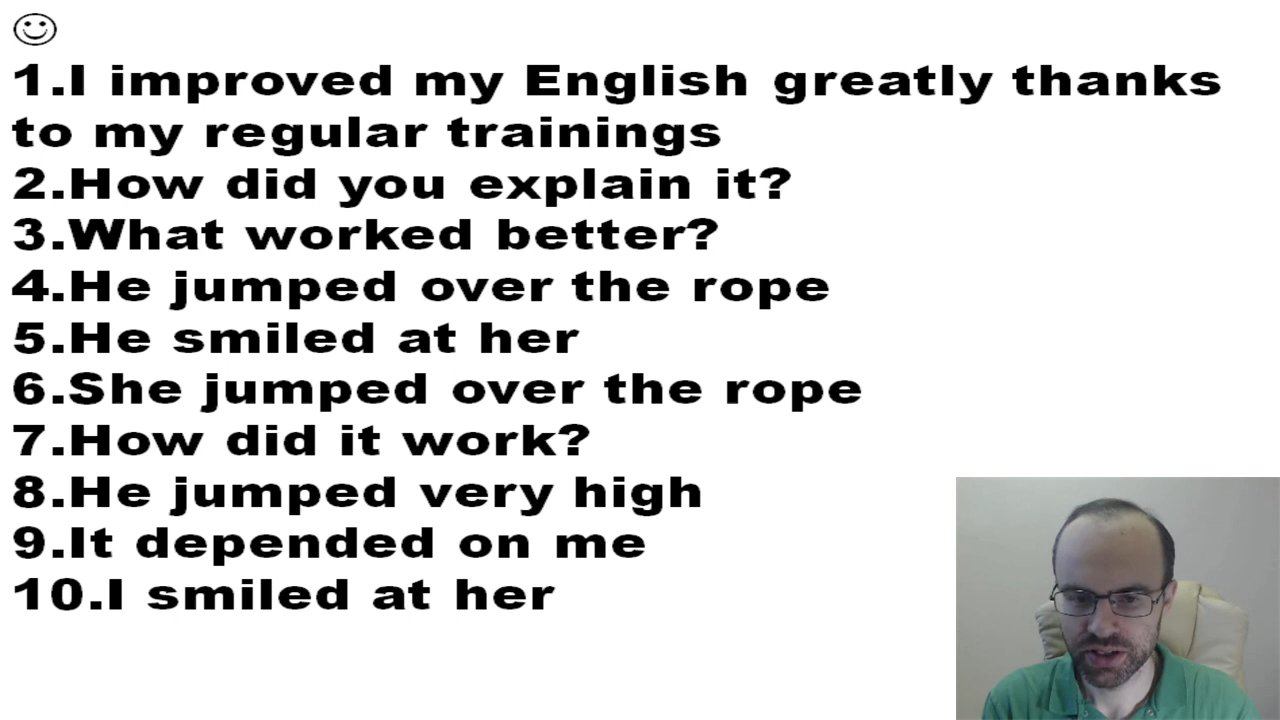 1.I improved my English greatly thanks
to my regular trainings
2.How did you explain it?
3.What worked better?
4.He jumped over the rope
5.He smiled at her
6.She jumped over the rope
7.How did it work?
8.He jumped very high
9.It depended on me
10.I smiled at her